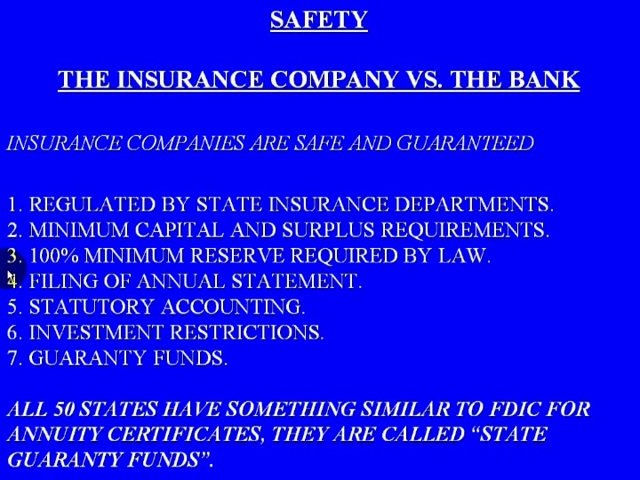 SAFETY
THE INSURANCE COMPANY VS. THE BANK
INSURANCE COMPANIES ARE SAFE AND GUARANTEED
1. REGULATED BY STATE INSURANCE DEPARTMENTS.
2. MINIMUM CAPITAL AND SURPLUS REQUIREMENTS.
3. 100% MINIMUM RESERVE REQUIRED BY LAW.
4. FILING OF ANNUAL STATEMENT.
5. STATUTORY ACCOUNTING.
6. INVESTMENT RESTRICTIONS.
7. GUARANTY FUNDS.
ALL 50 STATES HAVE SOMETHING SIMILAR TO FDIC FOR
ANNUITY CERTIFICATES, THEY ARE CALLED “STATE
GUARANTY FUNDS”.